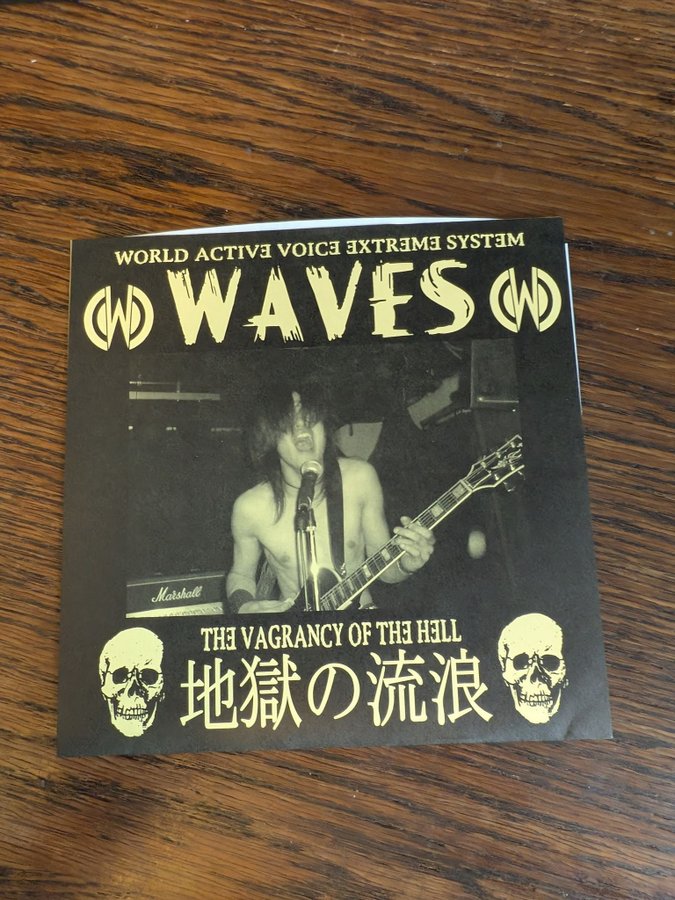 WORLD ACTIVƎ VOICƎ ƎXTRƎMƎ SYSTƎM
W WAVES W
Marshall
THƎ VAGRANCY OF THƎ HƎLL
地獄の流浪